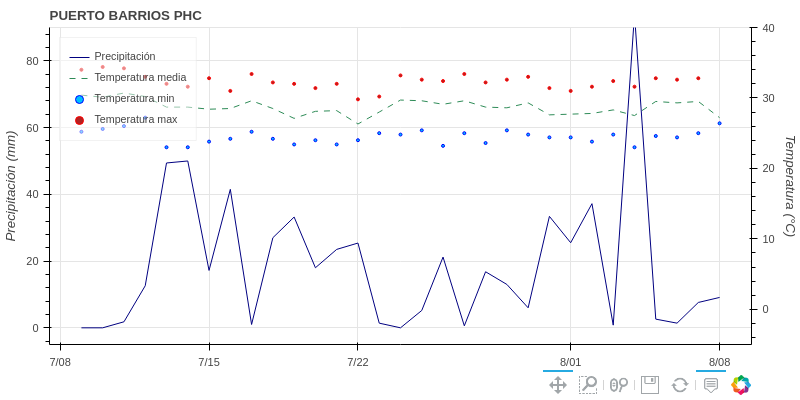 PUERTO BARRIOS PHC
Precipitación
Temperatura media
Temperatura min
Temperatura max
Precipitación (mm)
80
60
40
20
0
Temperatura (°C)
40
30
20
10
0
7/08
7/15
7/22
8/01
8/08